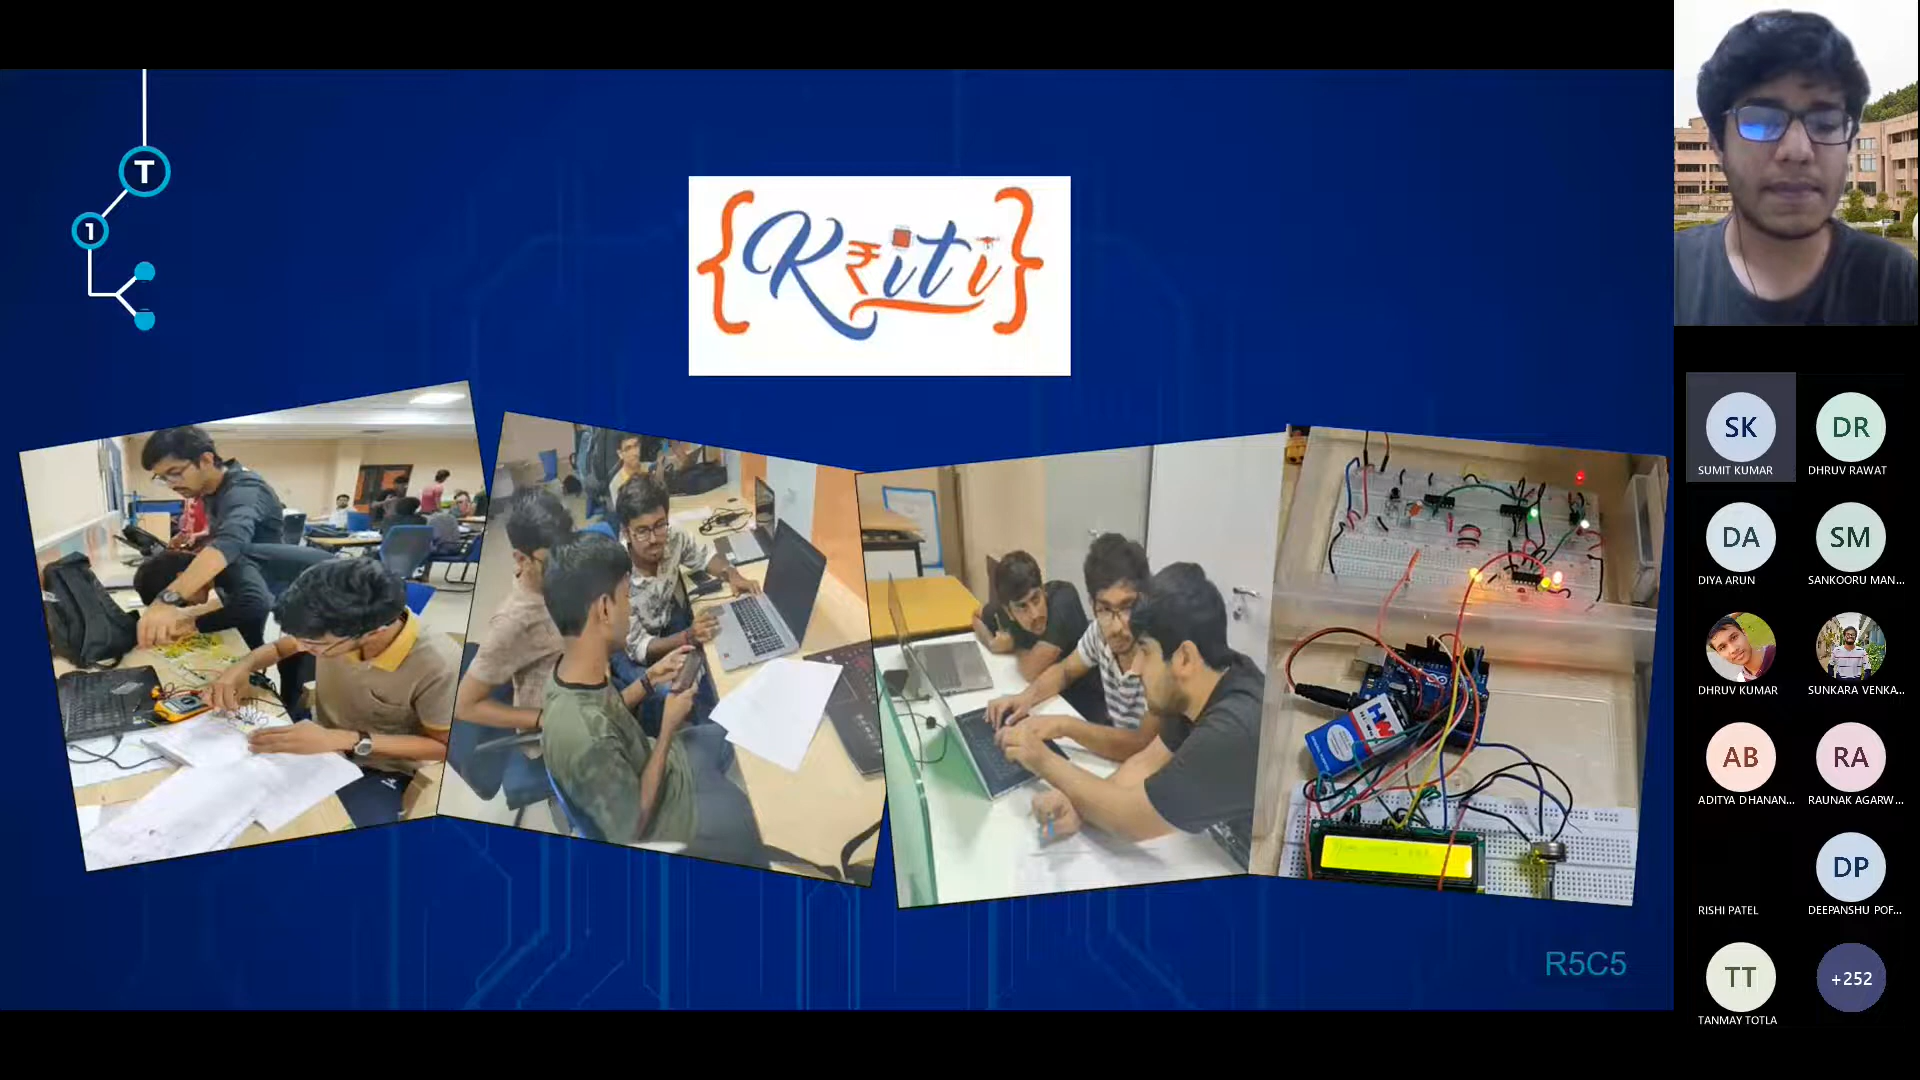 T
1
{K₹iti}
R5C5
SK
SUMIT KUMAR
DR
DHRUV RAWAT
DA
DIYA ARUN
SM
SANKOORU MAN...
DHRUV KUMAR
SUNKARA VENKA...
AB
ADITYA DHANAN...
RA
RAUNAK AGARW...
RISHI PATEL
DP
DEEPANSHU POF...
TT
TANMAY TOTLA
+252
HW